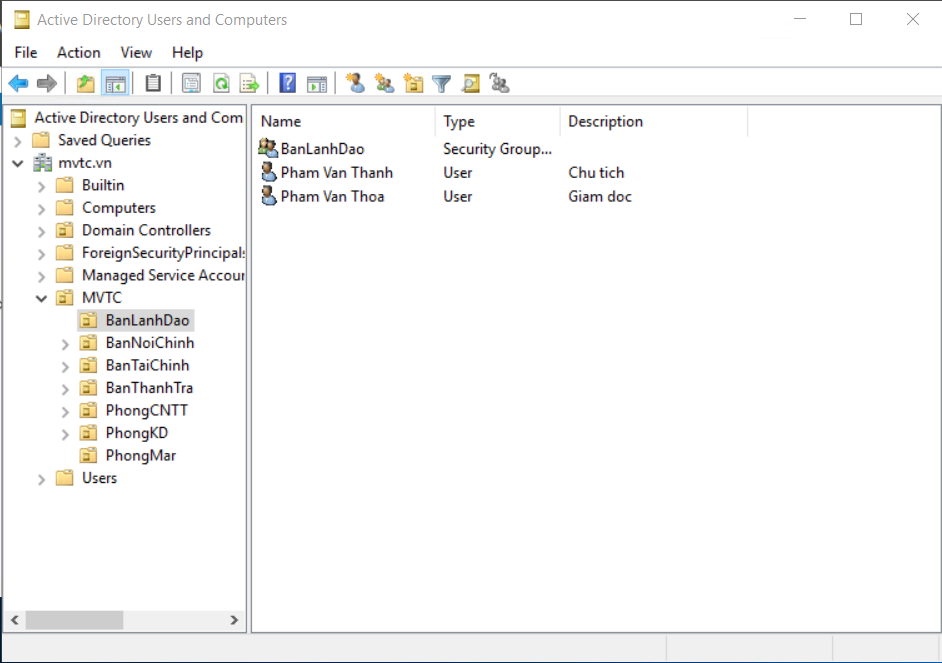 Active Directory Users and Computers
File Action View Help
Active Directory Users and Com
Saved Queries
mvtc.vn
Builtin
Computers
Domain Controllers
ForeignSecurityPrincipals
Managed Service Accour
MVTC
BanLanhDao
BanNoiChinh
BanTaiChinh
BanThanhTra
PhongCNTT
PhongKD
PhongMar
Users
Name Type Description
BanLanhDao Security Group...
Pham Van Thanh User Chu tich
Pham Van Thoa User Giam doc